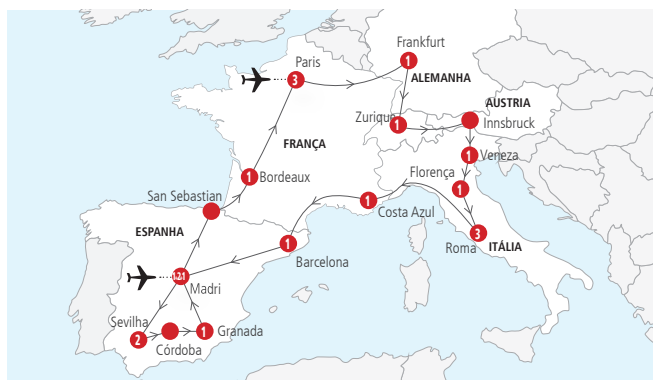 Frankfurt
1
Paris
3
ALEMANHA
ÁUSTRIA
Zurique
1
Innsbruck
FRANÇA
1
Veneza
Florença
1
1
Bordeaux
San Sebastian
1
Costa Azul
ESPANHA
3
Roma
ITÁLIA
1
Barcelona
Madri
Sevilha
2
Córdoba
1
Granada